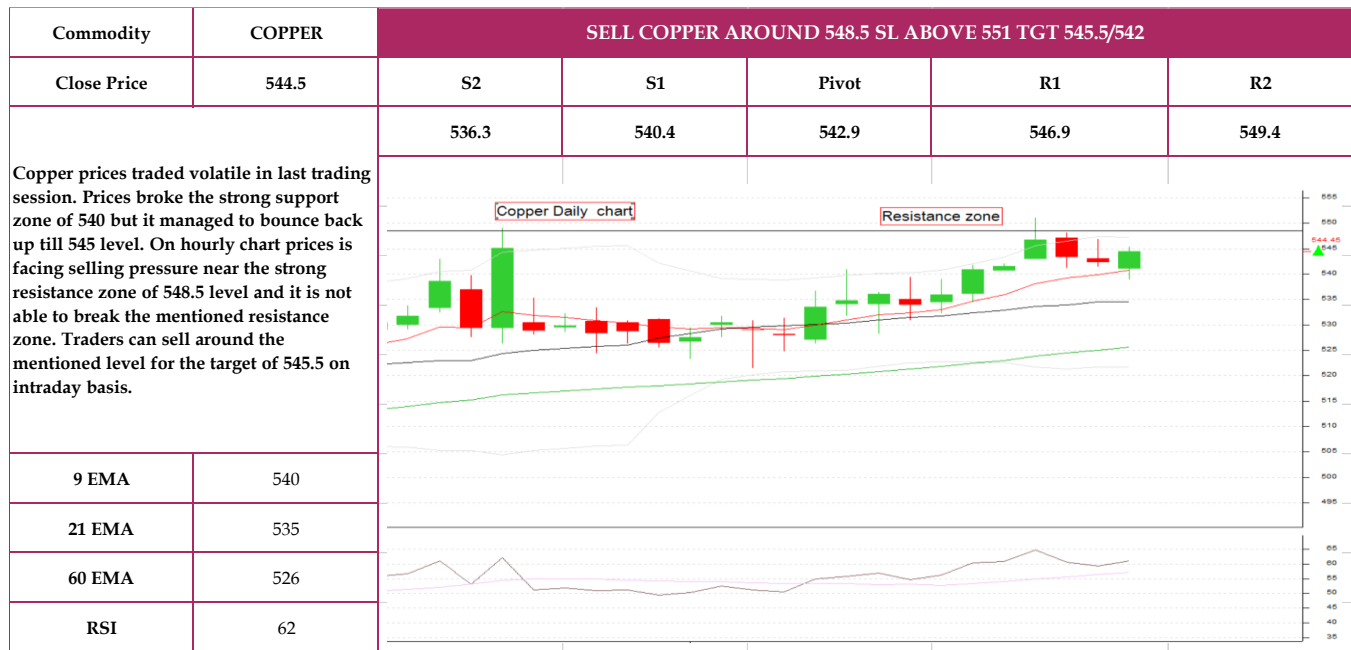 Commodity COPPER SELL COPPER AROUND 548.5 SL ABOVE 551 TGT 545.5/542
Close Price 544.5 S2 S1 Pivot R1 R2
536.3 540.4 542.9 546.9 549.4
Copper prices traded volatile in last trading
session. Prices broke the strong support
zone of 540 but it managed to bounce back
up till 545 level. On hourly chart prices is
facing selling pressure near the strong
resistance zone of 548.5 level and it is not
able to break the mentioned resistance
zone. Traders can sell around the
mentioned level for the target of 545.5 on
intraday basis.
9 EMA 540
21 EMA 535
60 EMA 526
RSI 62
Copper Daily chart
Resistance zone
555
550
544.45
545
540
535
530
525
520
515
510
505
500
495
65
60
55
50
45
40
35